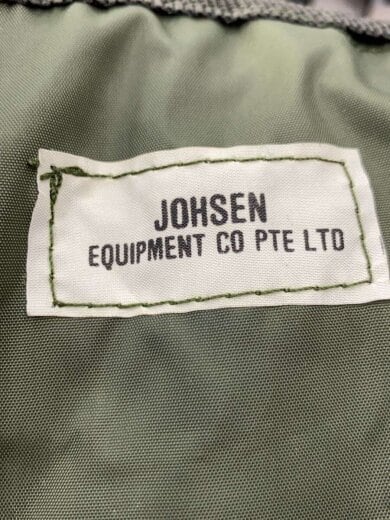 JOHSEN
EQUIPMENT CO PTE LTD